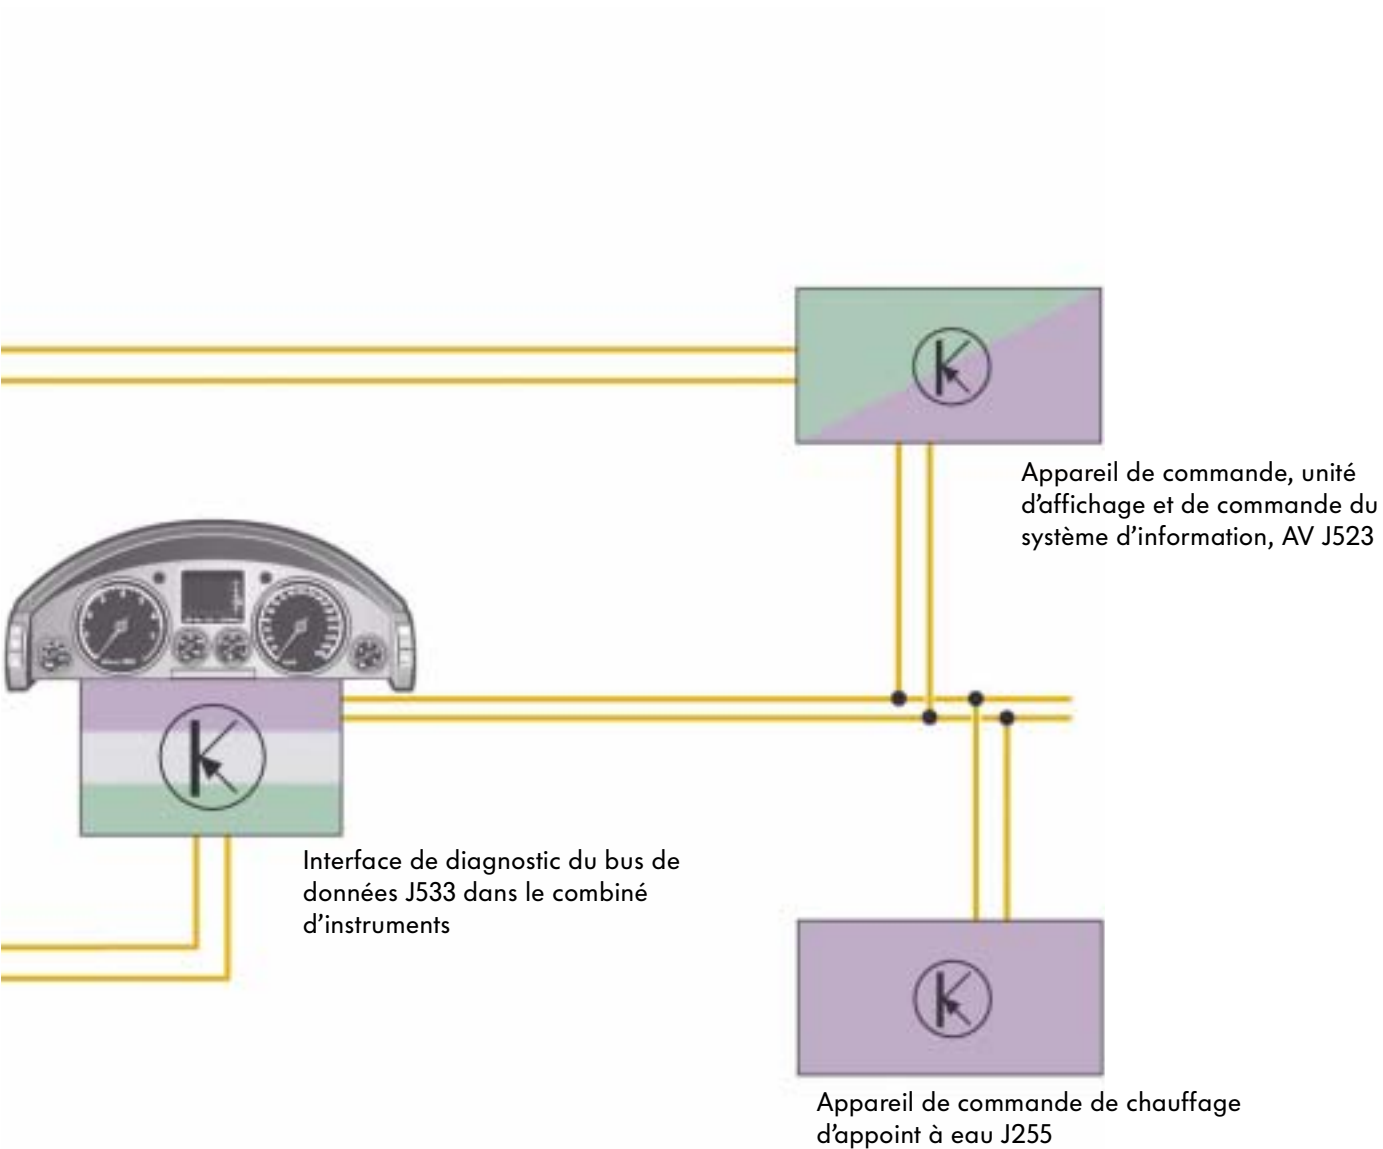 Appareil de commande, unité
d'affichage et de commande du
système d'information, AV J523
Interface de diagnostic du bus de
données J533 dans le combiné
d'instruments
Appareil de commande de chauffage
d'appoint à eau J255